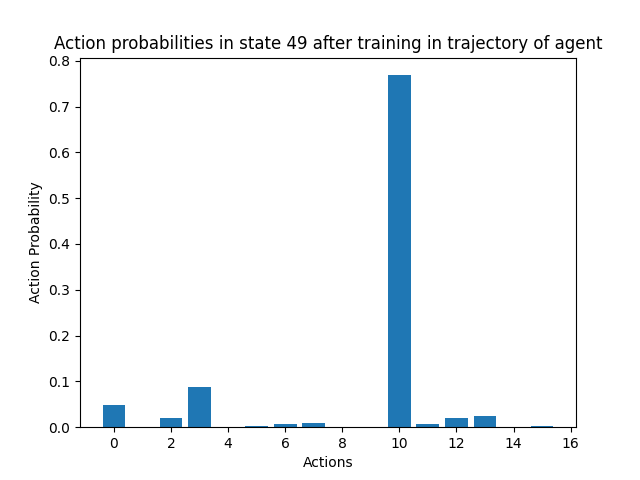 Action probabilities in state 49 after training in trajectory of agent
0.8
0.7
0.6
0.5
0.4
0.3
0.2
0.1
0.0
Action Probability
0 2 4 6 8 10 12 14 16
Actions